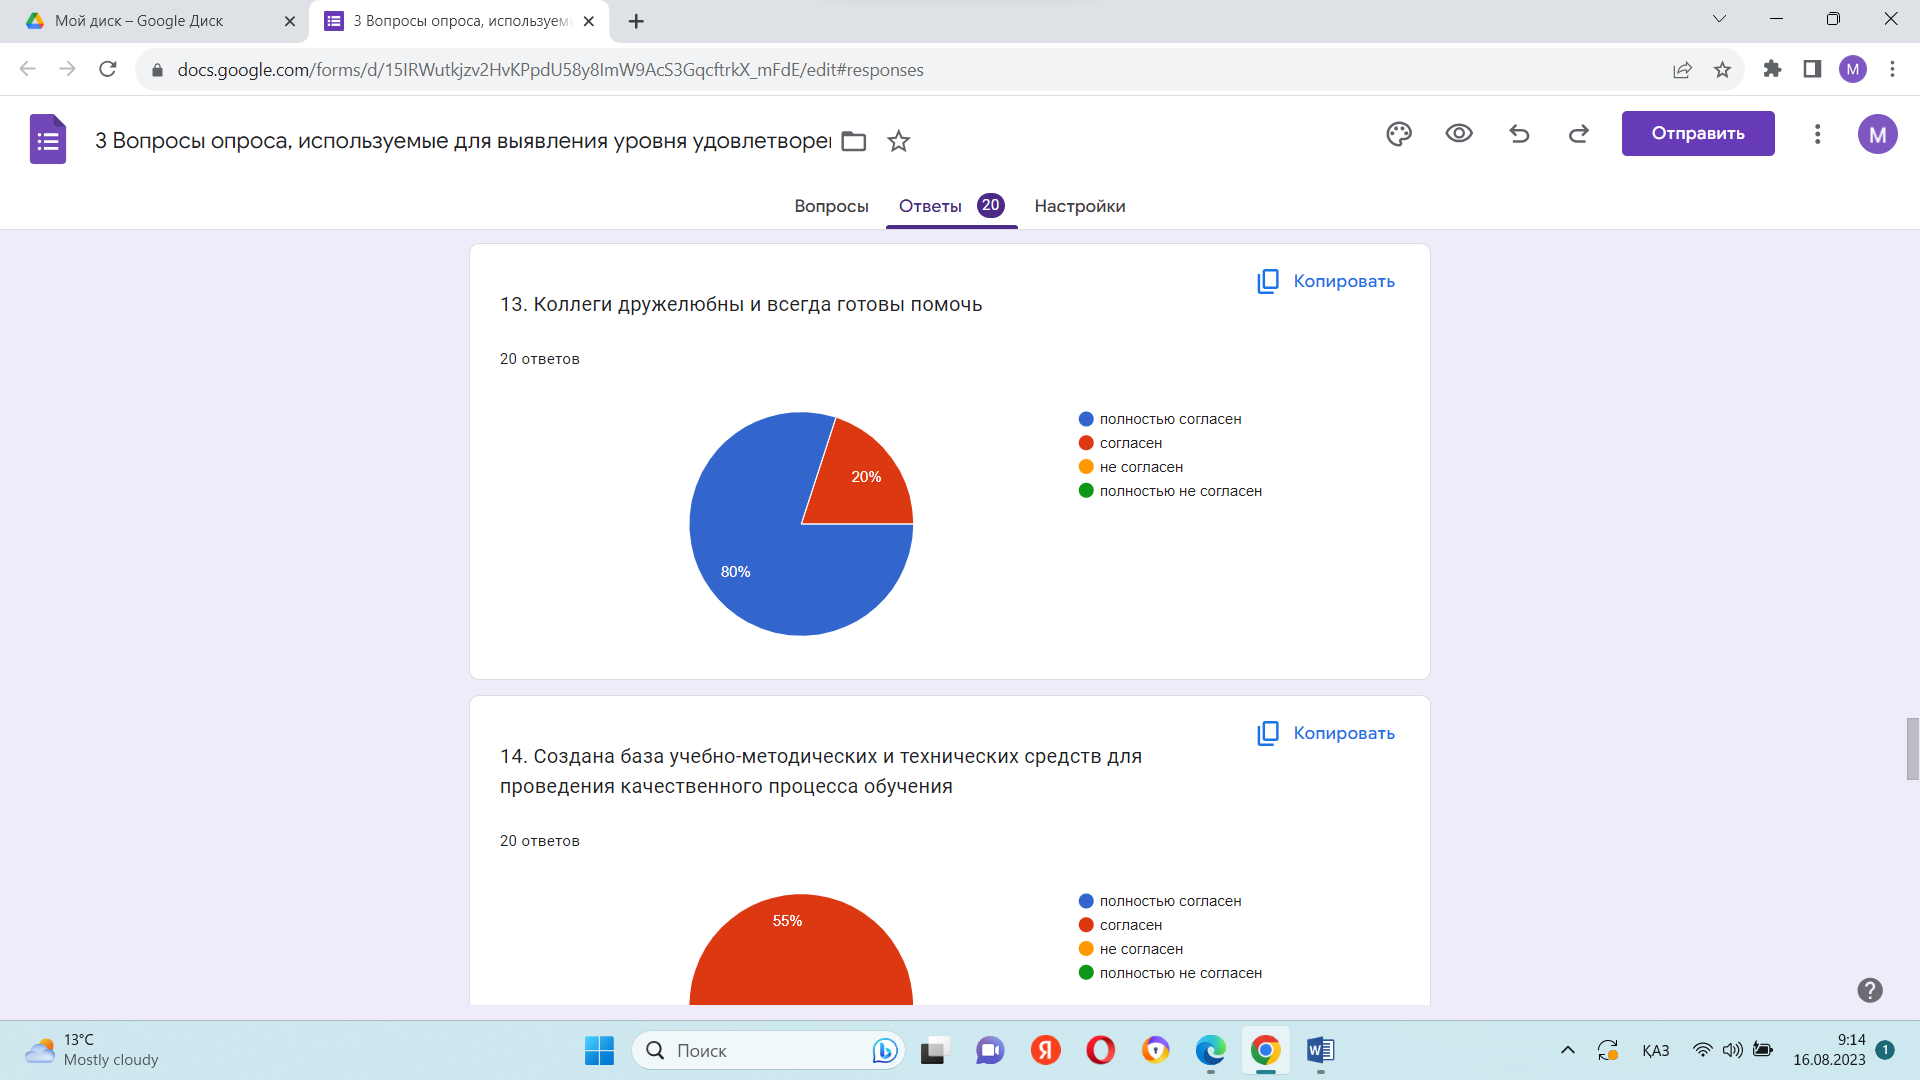 Мой диск – Google Диск
3 Вопросы опроса, используем
docs.google.com/forms/d/15IRWutkjzv2HvKPpdU58y8ImW9AcS3GqcftrkX_mFdE/edit#responses
M
3 Вопросы опроса, используемые для выявления уровня удовлетворен
Отправить
M
Вопросы
Ответы 20
Настройки
Копировать
13. Коллеги дружелюбны и всегда готовы помочь
20 ответов
полностью согласен
согласен
не согласен
полностью не согласен
20%
80%
Копировать
14. Создана база учебно-методических и технических средств для
проведения качественного процесса обучения
20 ответов
полностью согласен
согласен
не согласен
полностью не согласен
55%
13°C
Mostly cloudy
Поиск
ҚАЗ
9:14
16.08.2023
1